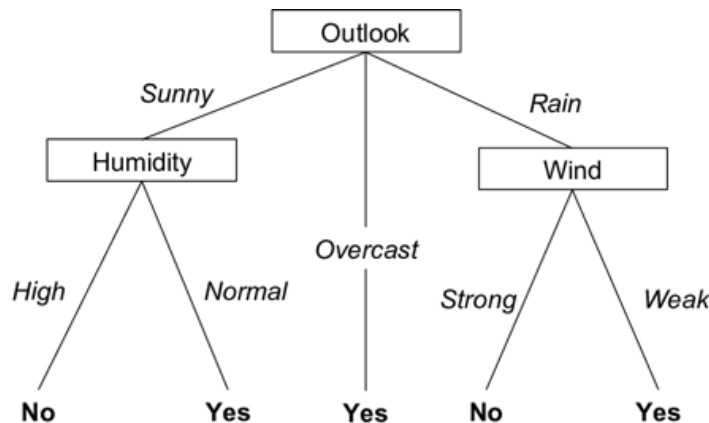 Outlook
Sunny
Rain
Humidity
Wind
Overcast
High
Normal
Strong
Weak
No
Yes
Yes
No
Yes